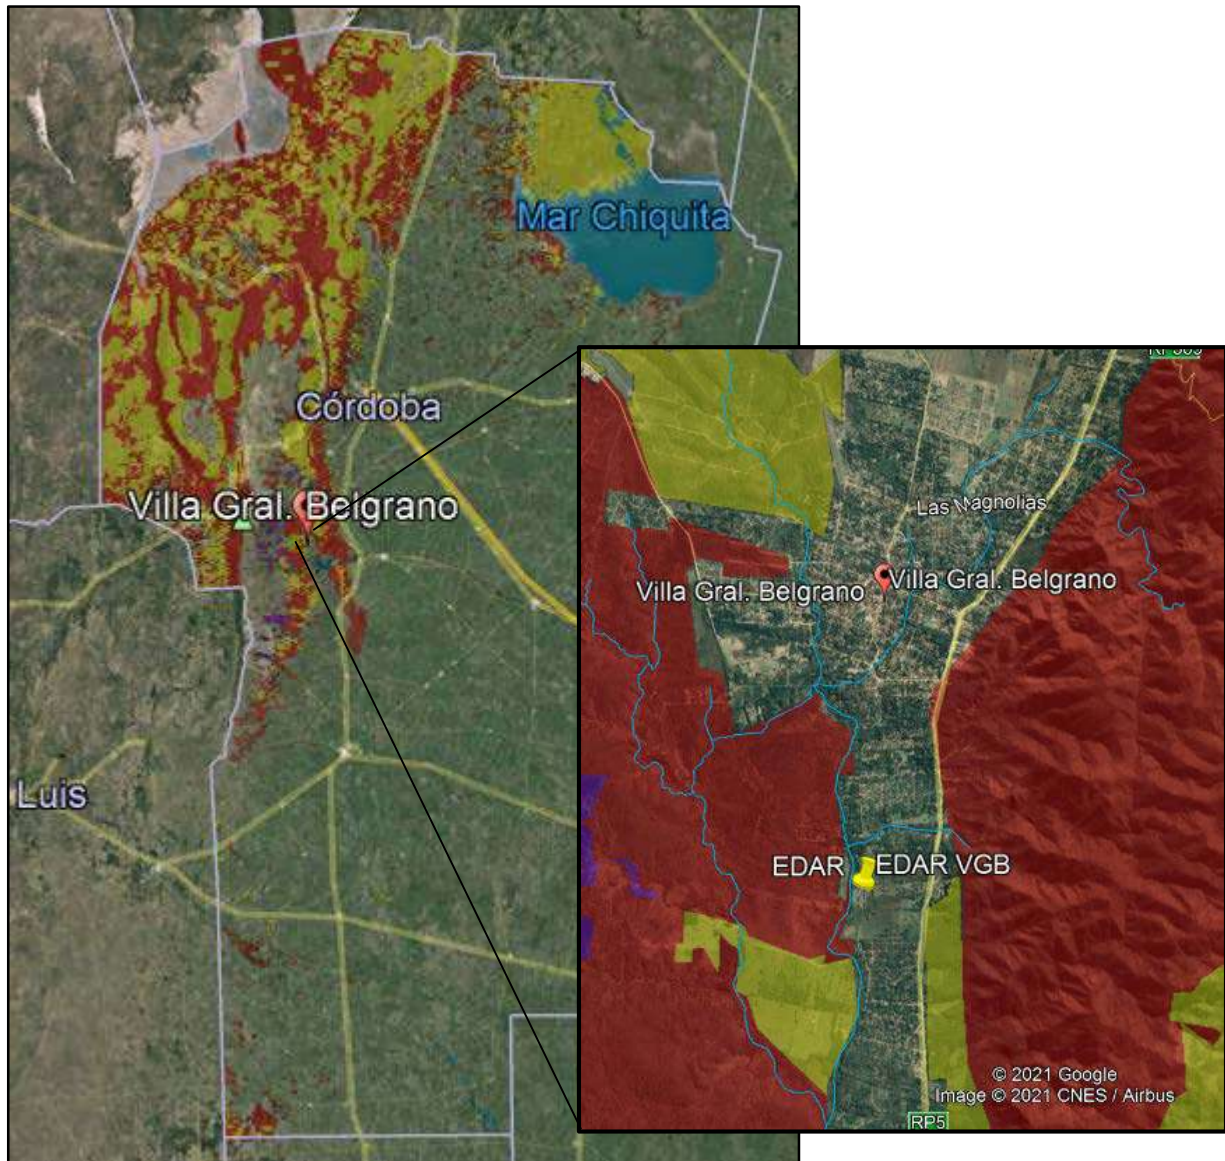 Mar Chiquita
Córdoba
Villa Gral. Belgrano
Luis
Las Magnolias
Villa Gral. Belgrano
Villa Gral. Belgrano
EDAR
EDAR VGB
© 2021 Google
Image © 2021 CNES / Airbus
RP5